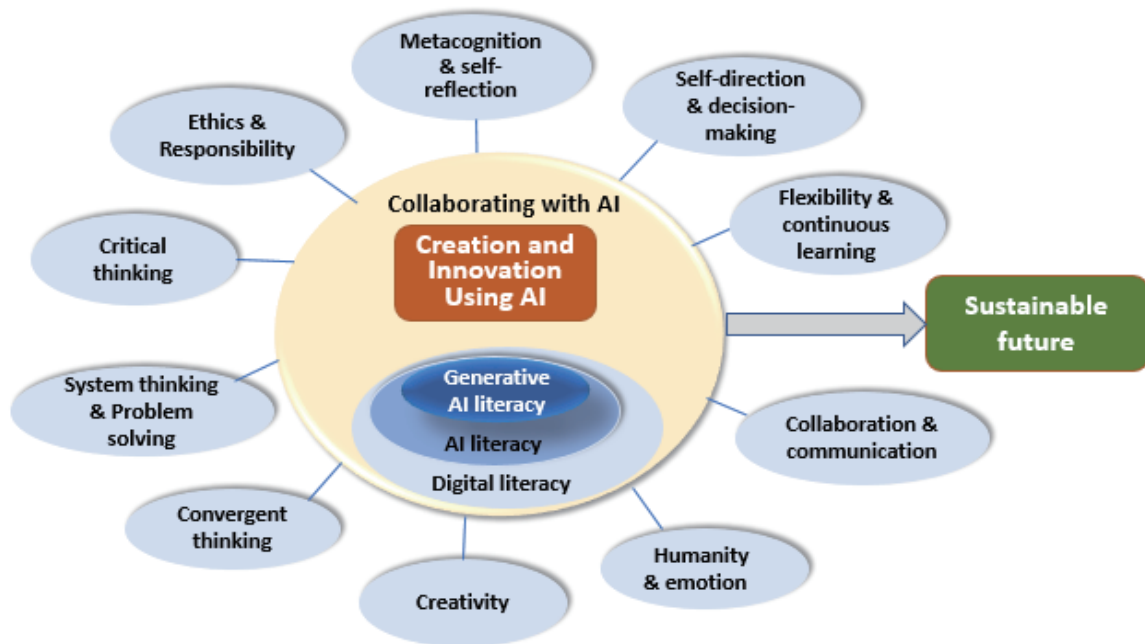 Metacognition
& self-
reflection
Self-direction
& decision-
making
Ethics &
Responsibility
Flexibility &
continuous
learning
Critical
thinking
Collaborating with AI
Creation and
Innovation
Using AI
Sustainable
future
System thinking
& Problem
solving
Generative
AI literacy
AI literacy
Digital literacy
Collaboration &
communication
Convergent
thinking
Humanity
& emotion
Creativity